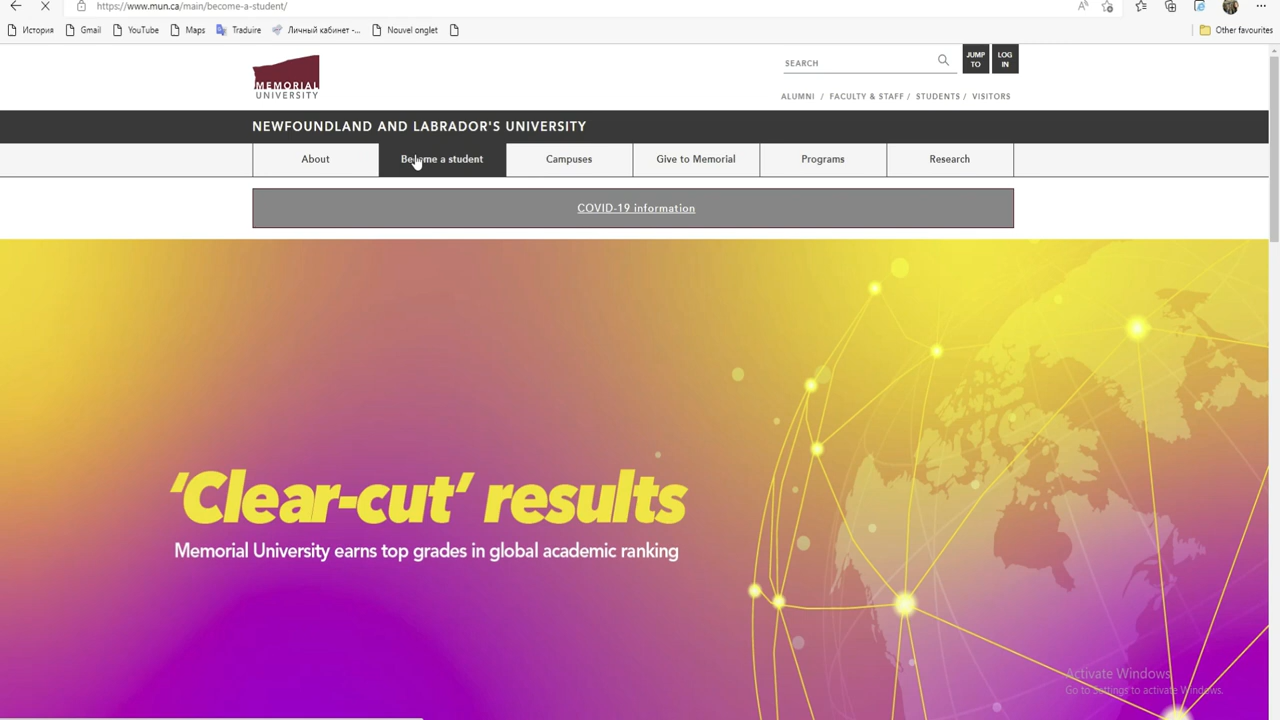 https://www.mun.ca/main/become-a-student/
История Gmail YouTube Maps Traduire Личный кабинет -... Nouvel onglet Other favourites
MEMORIAL
UNIVERSITY
SEARCH
JUMP
TO
LOG
IN
ALUMNI / FACULTY & STAFF / STUDENTS / VISITORS
NEWFOUNDLAND AND LABRADOR'S UNIVERSITY
About Become a student Campuses Give to Memorial Programs Research
COVID-19 information
'Clear-cut' results
Memorial University earns top grades in global academic ranking
Activate Windows
Go to Settings to activate Windows.